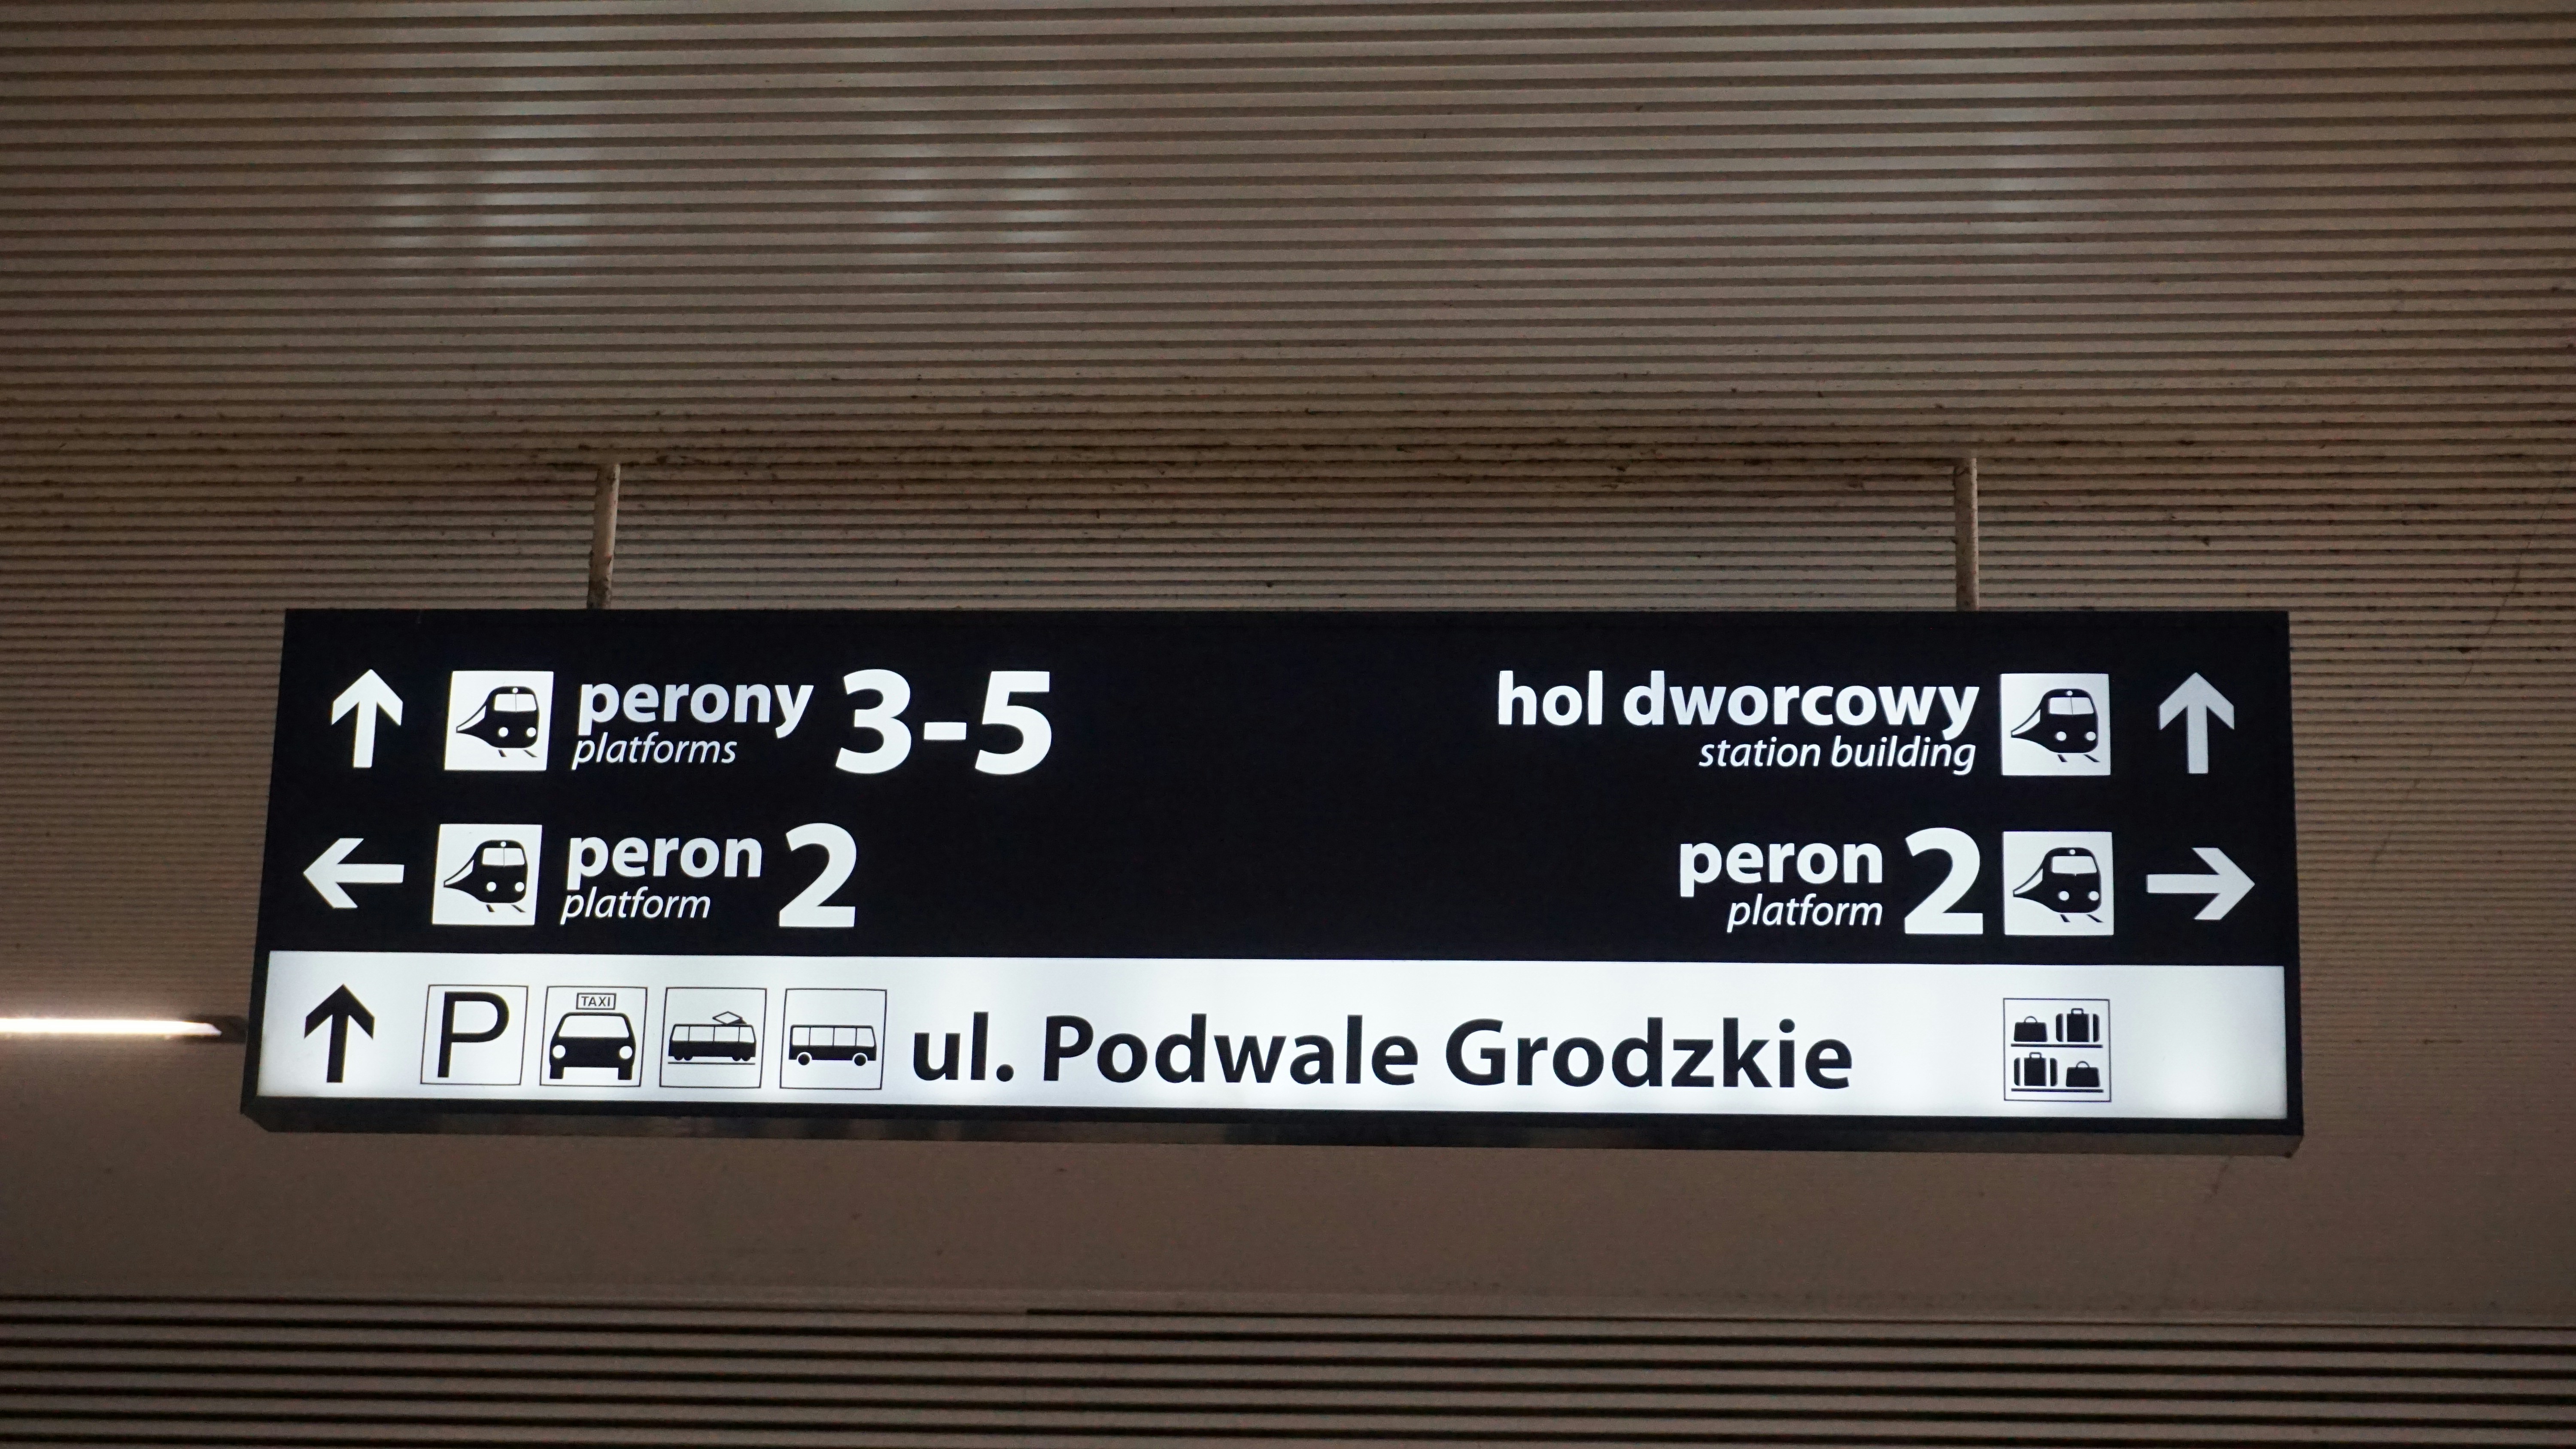 perony 3-5
platforms
hol dworcowy
station building
peron 2
platform
peron 2
platform
P
TAXI
ul. Podwale Grodzkie